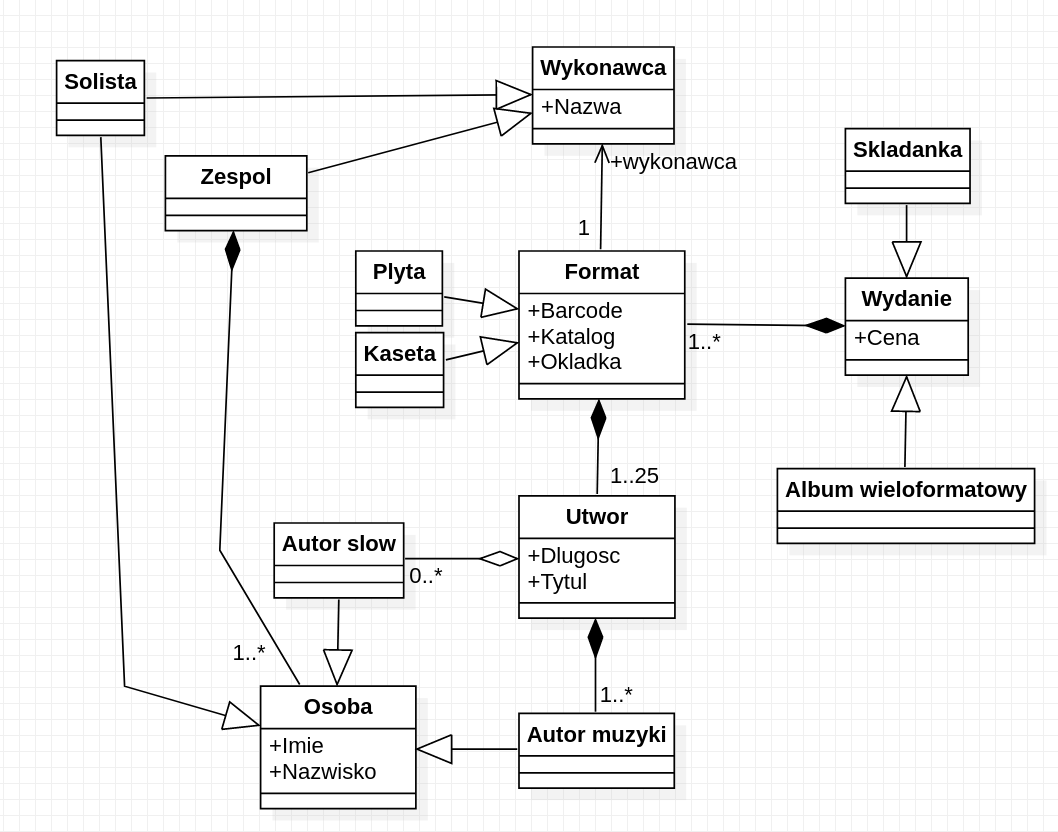 Solista
Wykonawca
+Nazwa
+wykonawca
Zespol
Skladanka
1
Plyta
Kaseta
Format
+Barcode
+Katalog
+Okladka
1..*
Wydanie
+Cena
1..25
Album wieloformatowy
Utwor
+Dlugosc
+Tytul
Autor slow
0..*
1..*
1..*
Osoba
+Imie
+Nazwisko
Autor muzyki